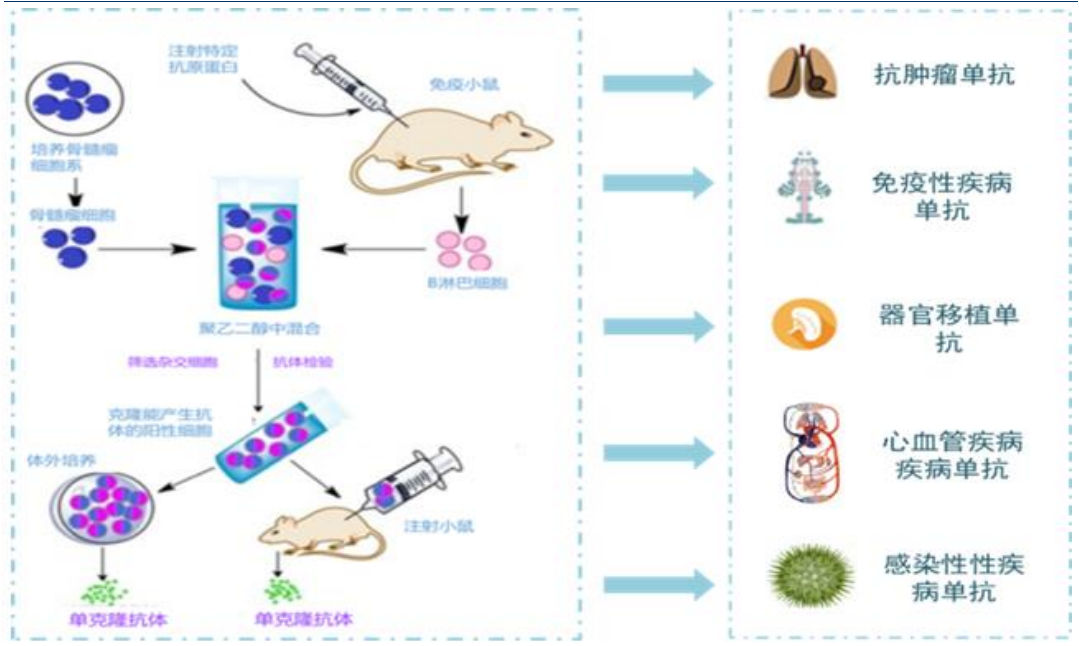 注射特定
抗原蛋白
免疫小鼠
培养骨髓瘤
细胞系
骨髓瘤细胞
B淋巴细胞
聚乙二醇中混合
筛选杂交细胞
抗体检验
克隆能产生抗
体的阳性细胞
体外培养
注射小鼠
单克隆抗体
单克隆抗体
抗肿瘤单抗
免疫性疾病
单抗
器官移植单
抗
心血管疾病
疾病单抗
感染性性疾
病单抗